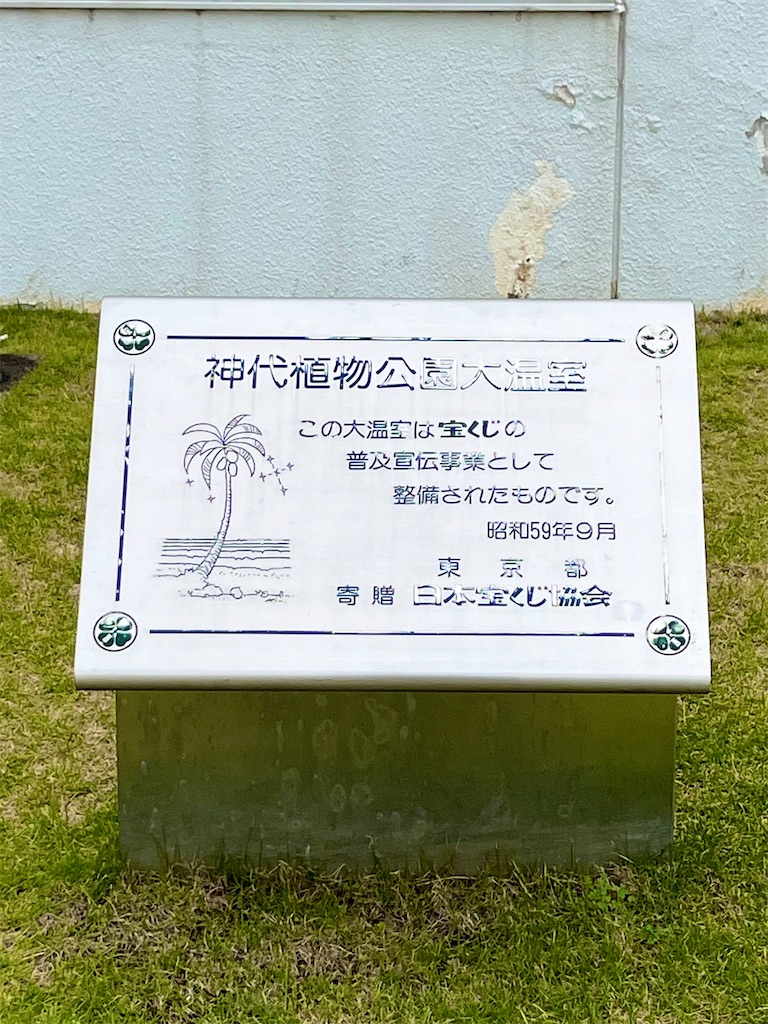 神代植物公園大温室
この大温室は宝くじの
普及宣伝事業として
整備されたものです。
昭和59年9月
東京都
寄贈 日本宝くじ協会